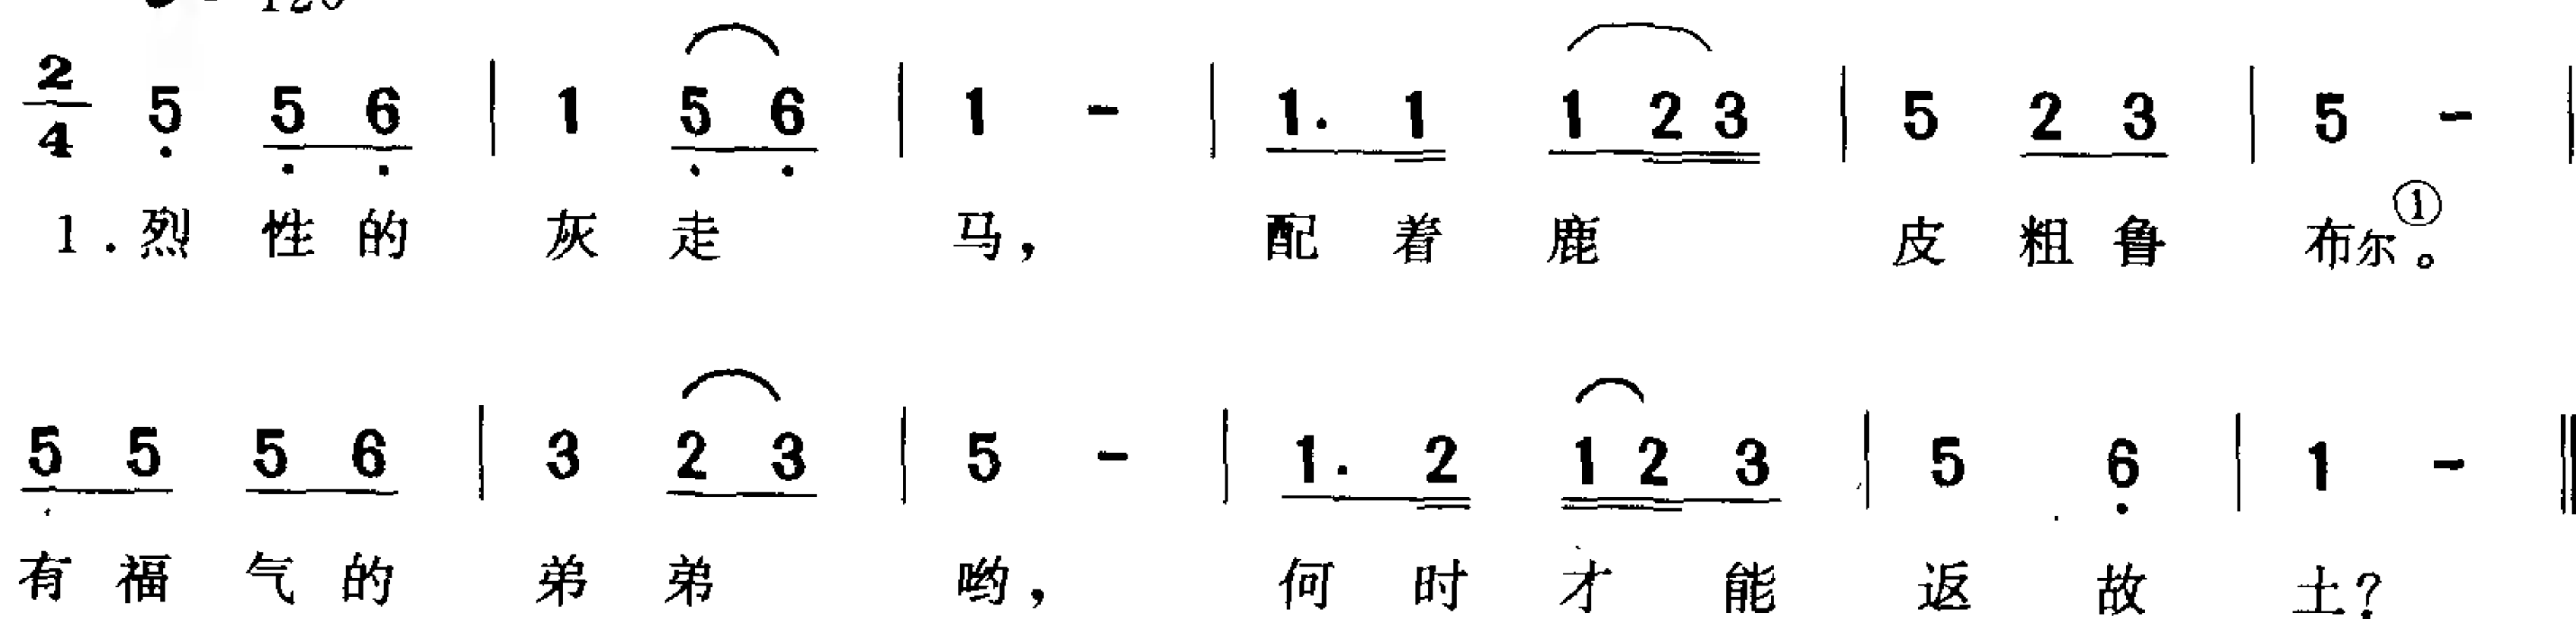 2/4 5 5 6 | 1 5 6 | 1 - | 1. 1 1 2 3 | 5 2 3 | 5 - |
1.烈性的灰走马，配着鹿皮粗鲁布尔①。
5 5 5 6 | 3 2 3 | 5 - | 1. 2 1 2 3 | 5 6 | 1 - ‖
有福气的弟弟哟，何时才能返故土？